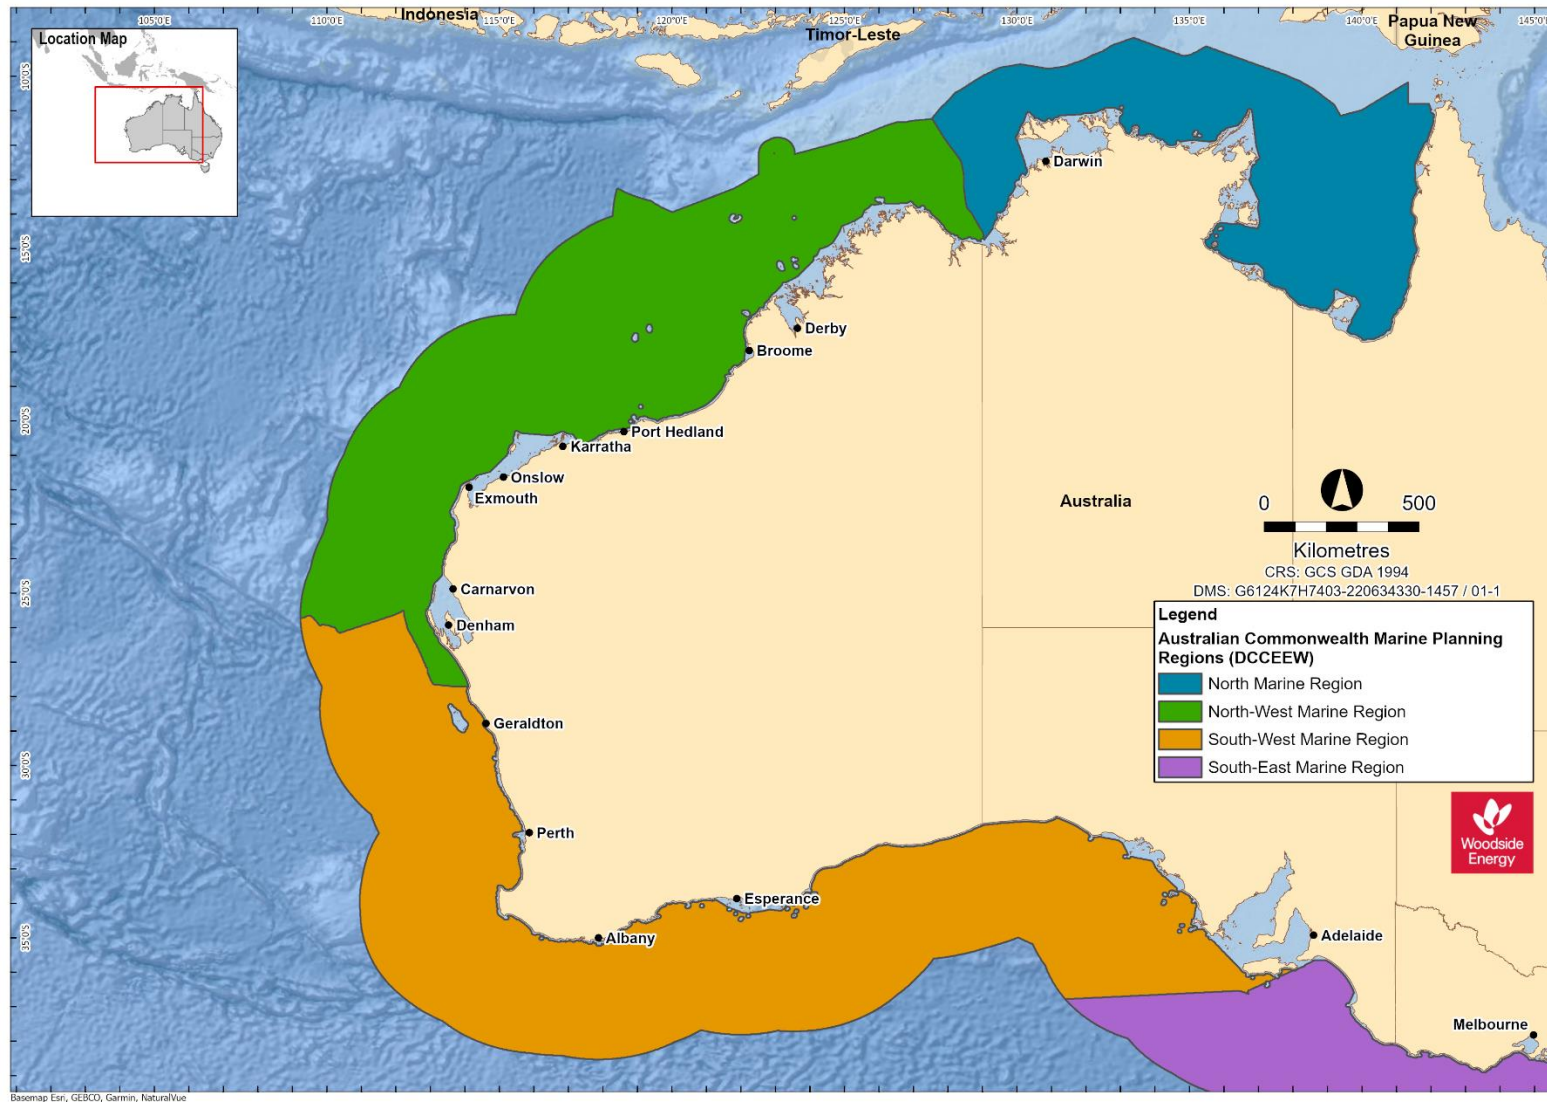 Location Map
105°0'E
110°0'E
115°0'E
120°0'E
125°0'E
130°0'E
135°0'E
140°0'E
145°0'E
Indonesia
Timor-Leste
Papua New
Guinea
10°0'S
15°0'S
20°0'S
25°0'S
30°0'S
35°0'S
Darwin
Derby
Broome
Port Hedland
Karratha
Onslow
Exmouth
Carnarvon
Denham
Geraldton
Perth
Albany
Esperance
Adelaide
Melbourne
Australia
0 500
Kilometres
CRS: GCS GDA 1994
DMS: G6124K7H7403-220634330-1457 / 01-1
Legend
Australian Commonwealth Marine Planning
Regions (DCCEEW)
North Marine Region
North-West Marine Region
South-West Marine Region
South-East Marine Region
Woodside
Energy
Basemap Esri, GEBCO, Garmin, NaturalVue